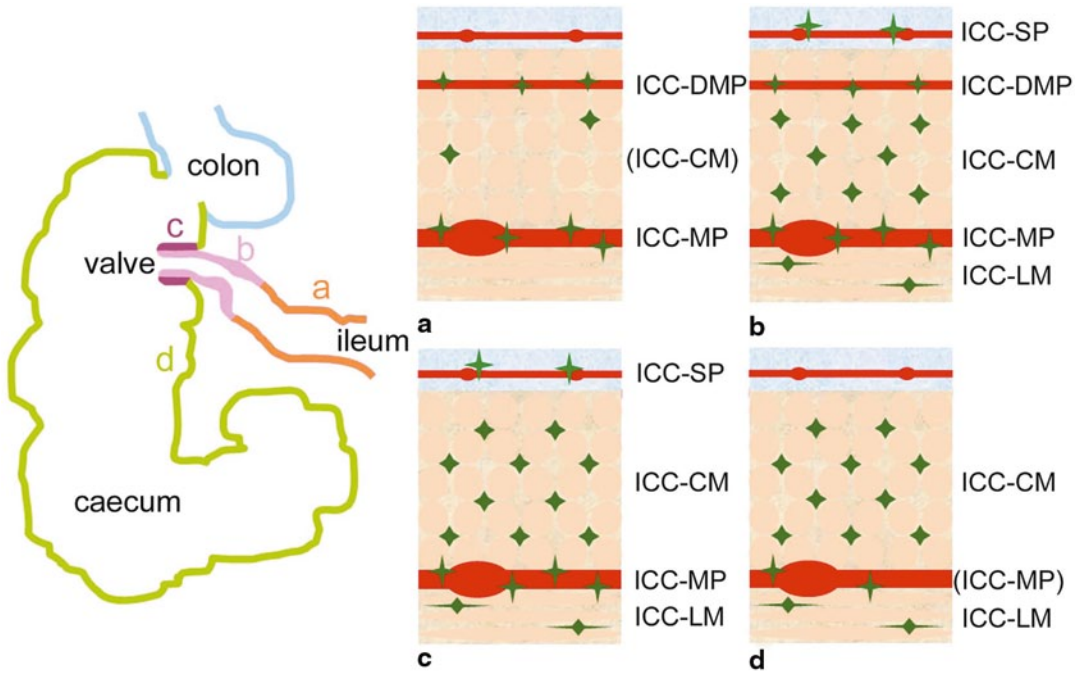 colon
c
b
valve
a
ileum
d
caecum
ICC-DMP
(ICC-CM)
ICC-MP
a
ICC-SP
ICC-DMP
ICC-CM
ICC-MP
ICC-LM
b
ICC-SP
ICC-CM
ICC-MP
ICC-LM
c
ICC-CM
(ICC-MP)
ICC-LM
d